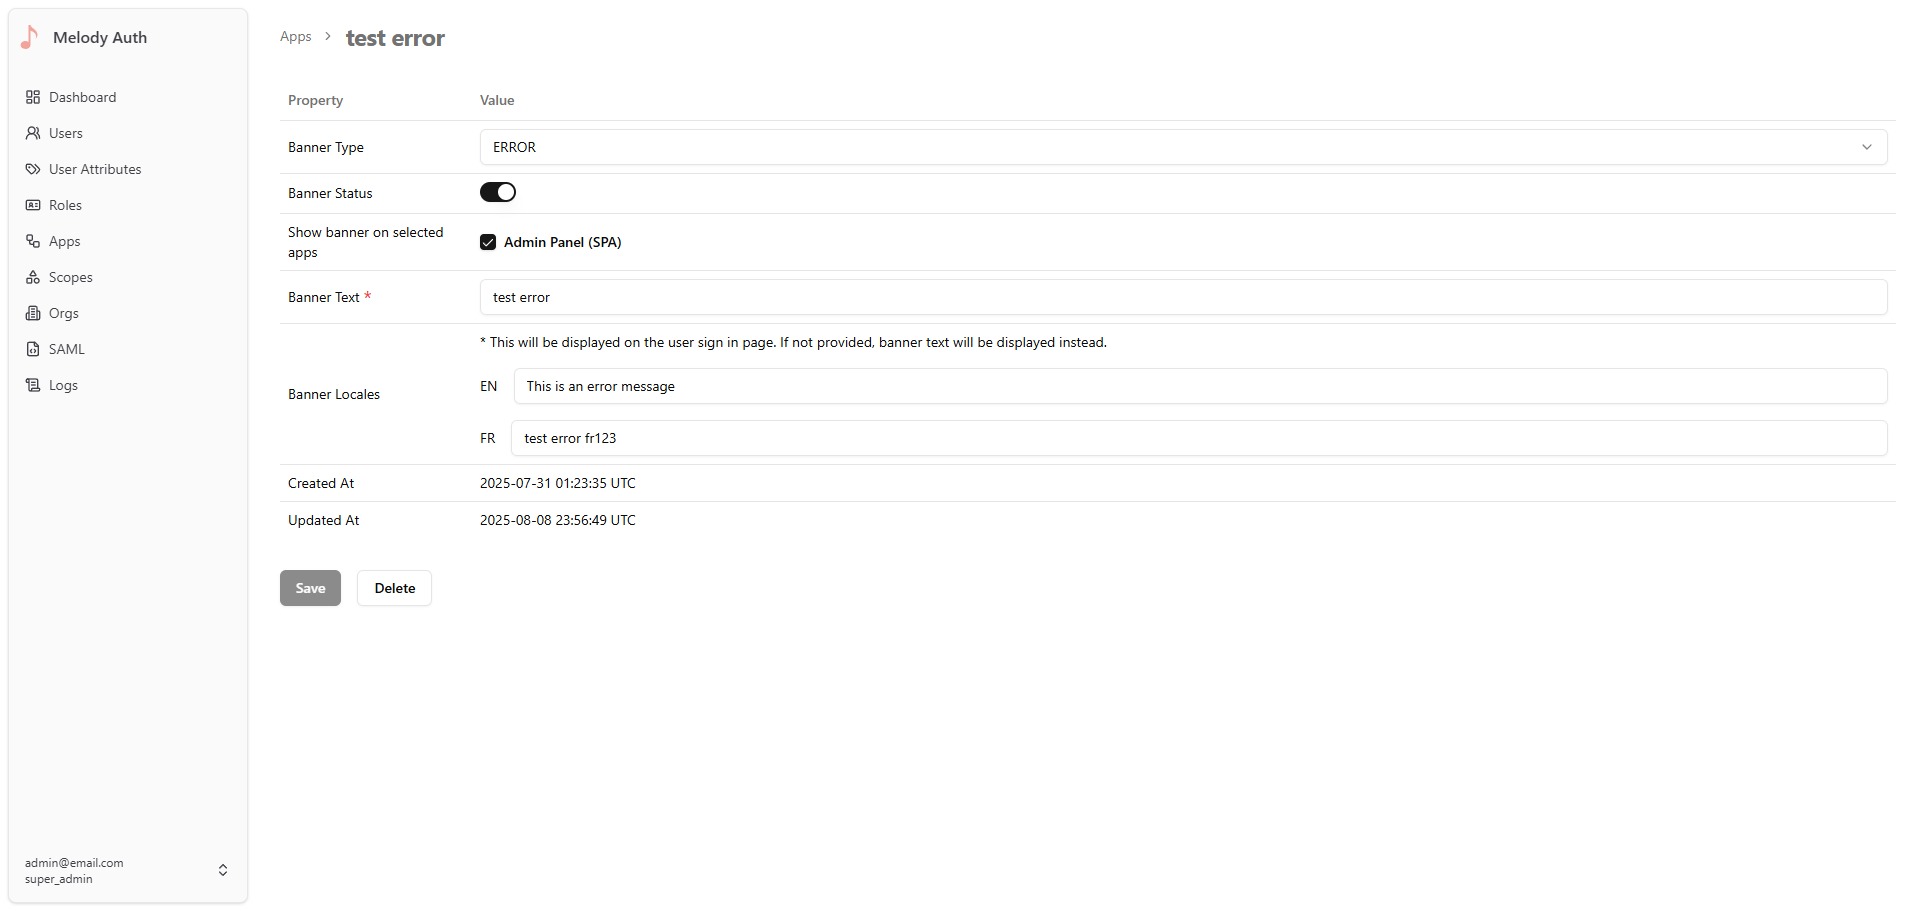 Melody Auth
Dashboard
Users
User Attributes
Roles
Apps
Scopes
Orgs
SAML
Logs
admin@email.com
super_admin
Apps > test error
Property Value
Banner Type ERROR
Banner Status
Show banner on selected
apps
Admin Panel (SPA)
Banner Text * test error
* This will be displayed on the user sign in page. If not provided, banner text will be displayed instead.
Banner Locales
EN This is an error message
FR test error fr123
Created At 2025-07-31 01:23:35 UTC
Updated At 2025-08-08 23:56:49 UTC
Save Delete